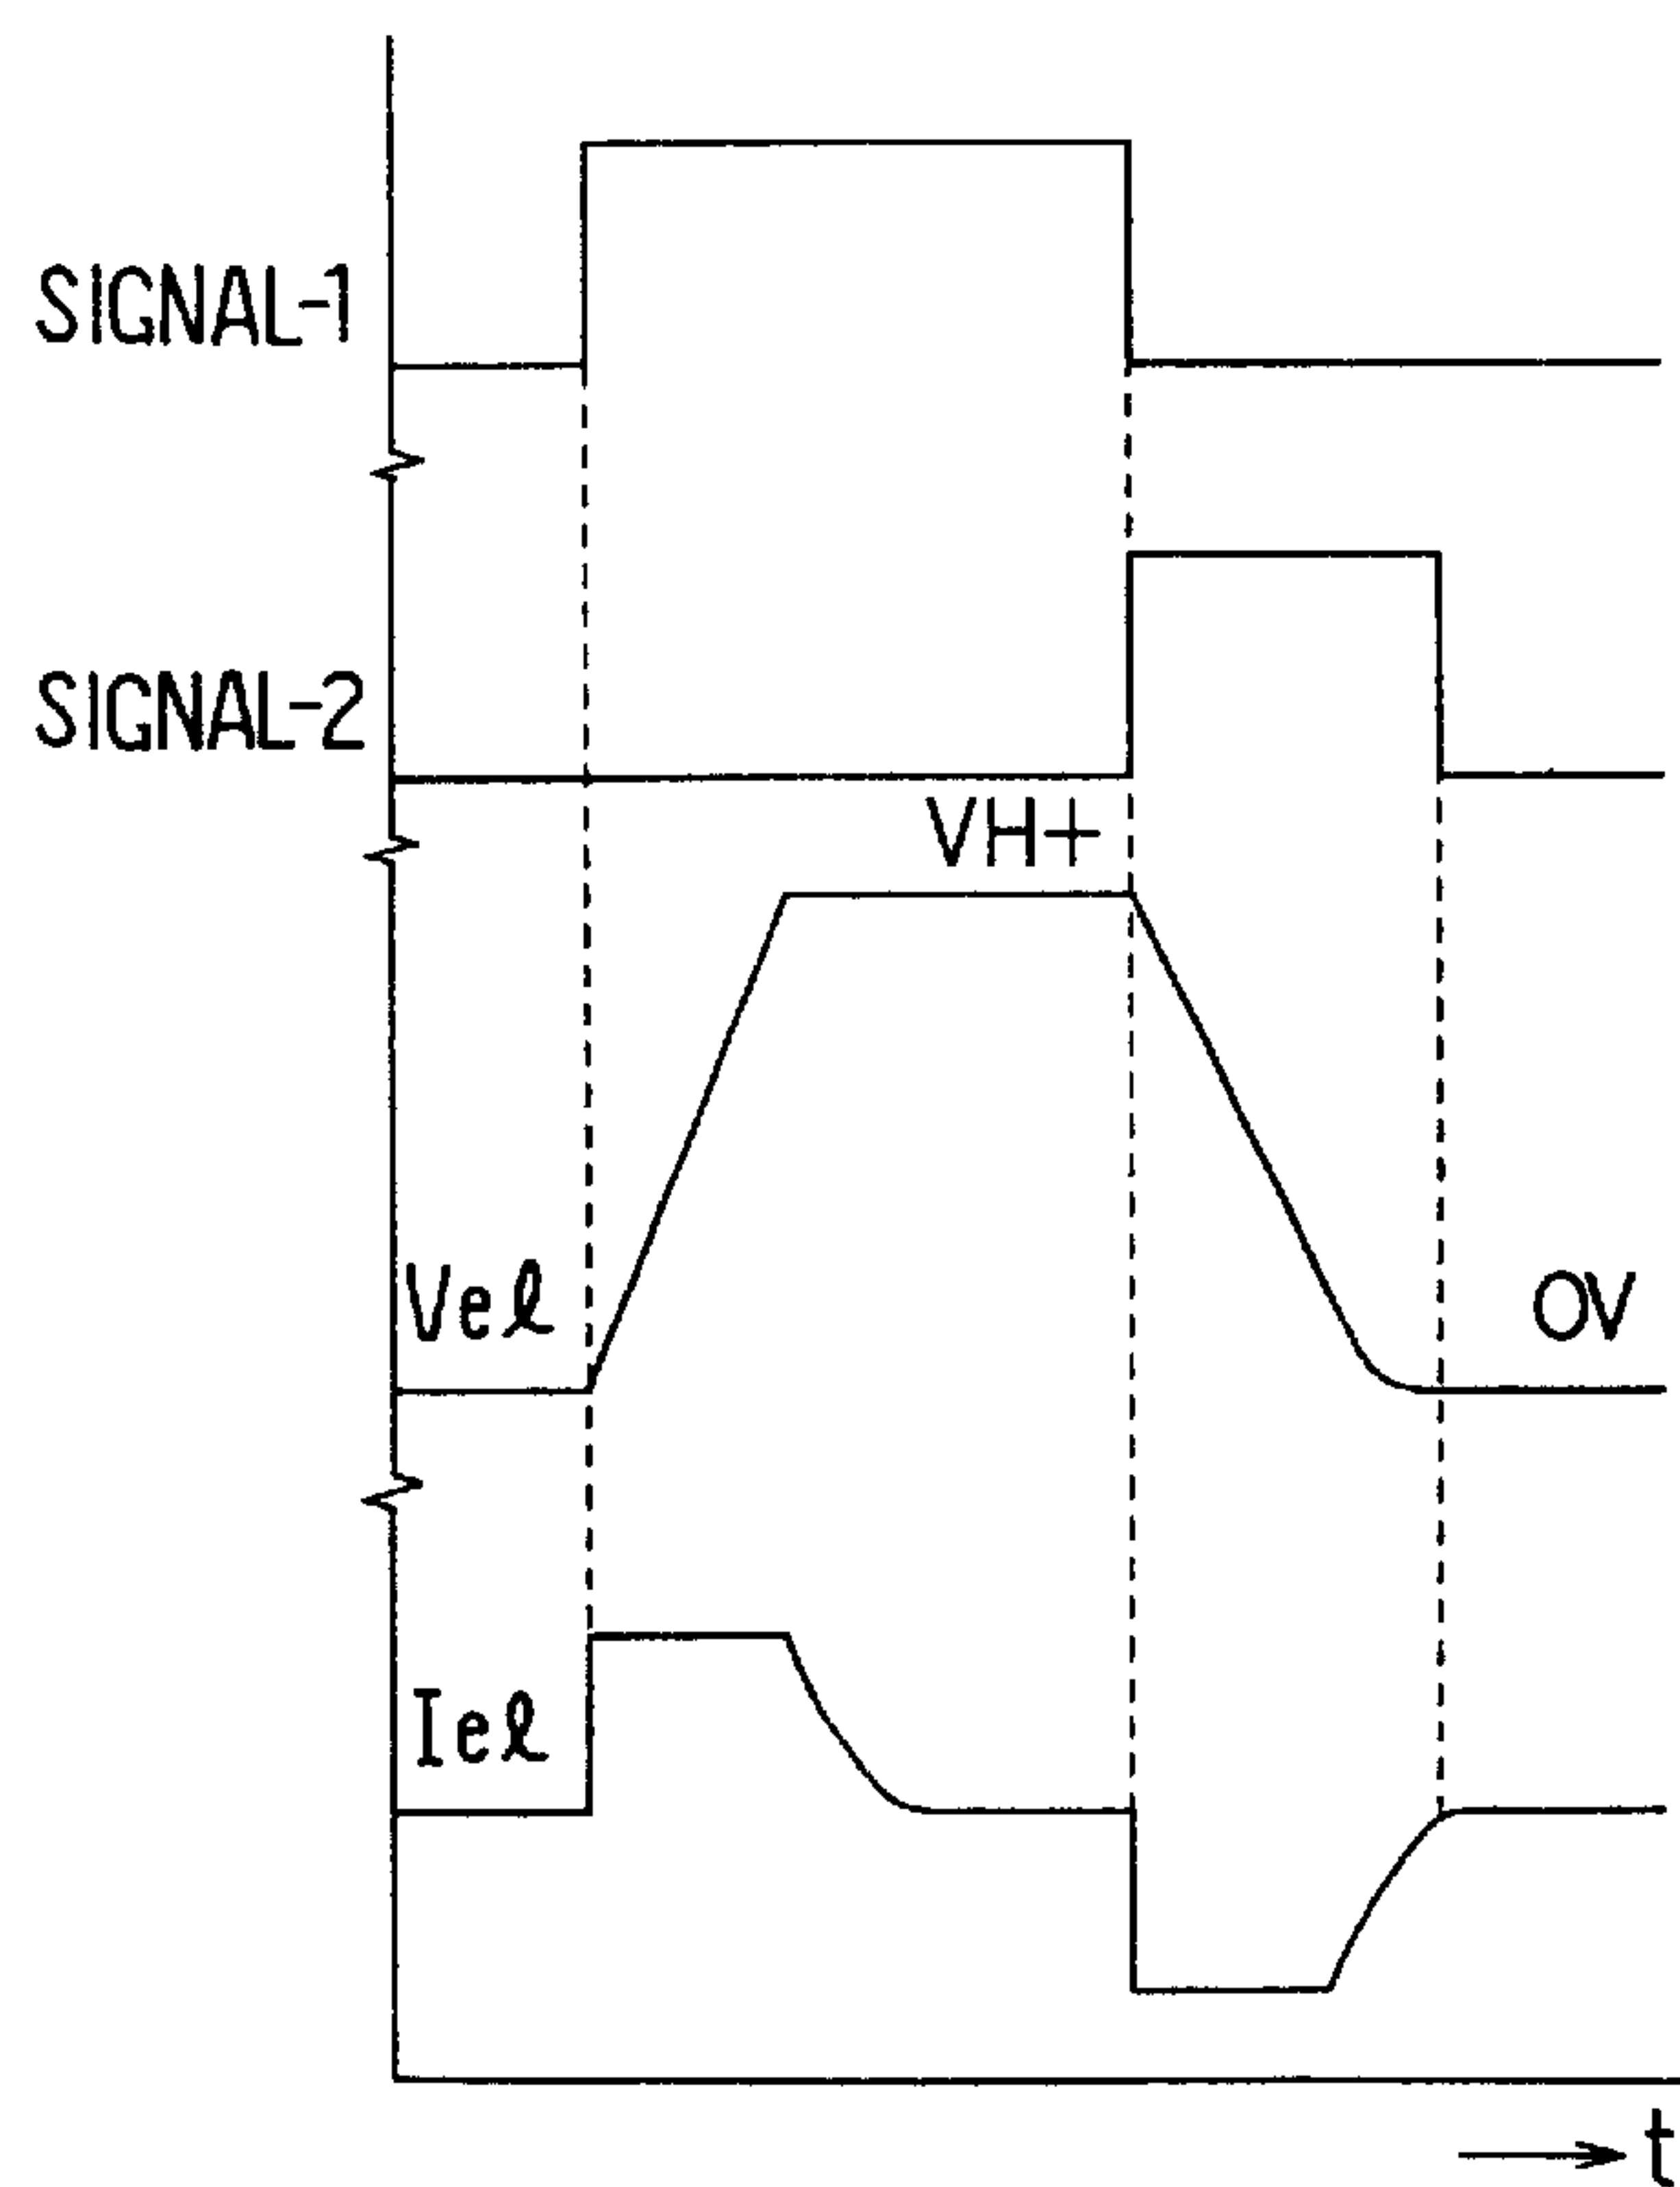 SIGNAL-1
SIGNAL-2
VH+
Veℓ
0V
Ieℓ
t